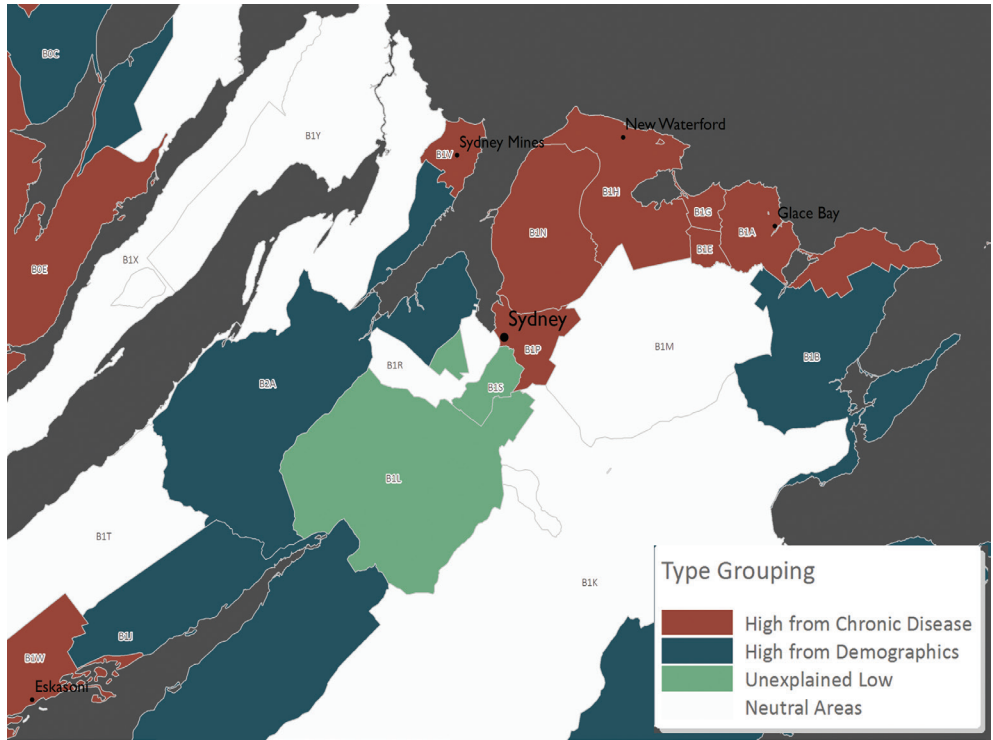 B0C
New Waterford
B1Y
Sydney Mines
B1V
B1H
B1G
Glace Bay
B1N
B1A
B1E
B1X
B0E
Sydney
B1P
B1M
B1B
B1R
B2A
B1S
B1L
B1T
Type Grouping
B1K
High from Chronic Disease
B1J
High from Demographics
B1W
Unexplained Low
Eskasoni
Neutral Areas